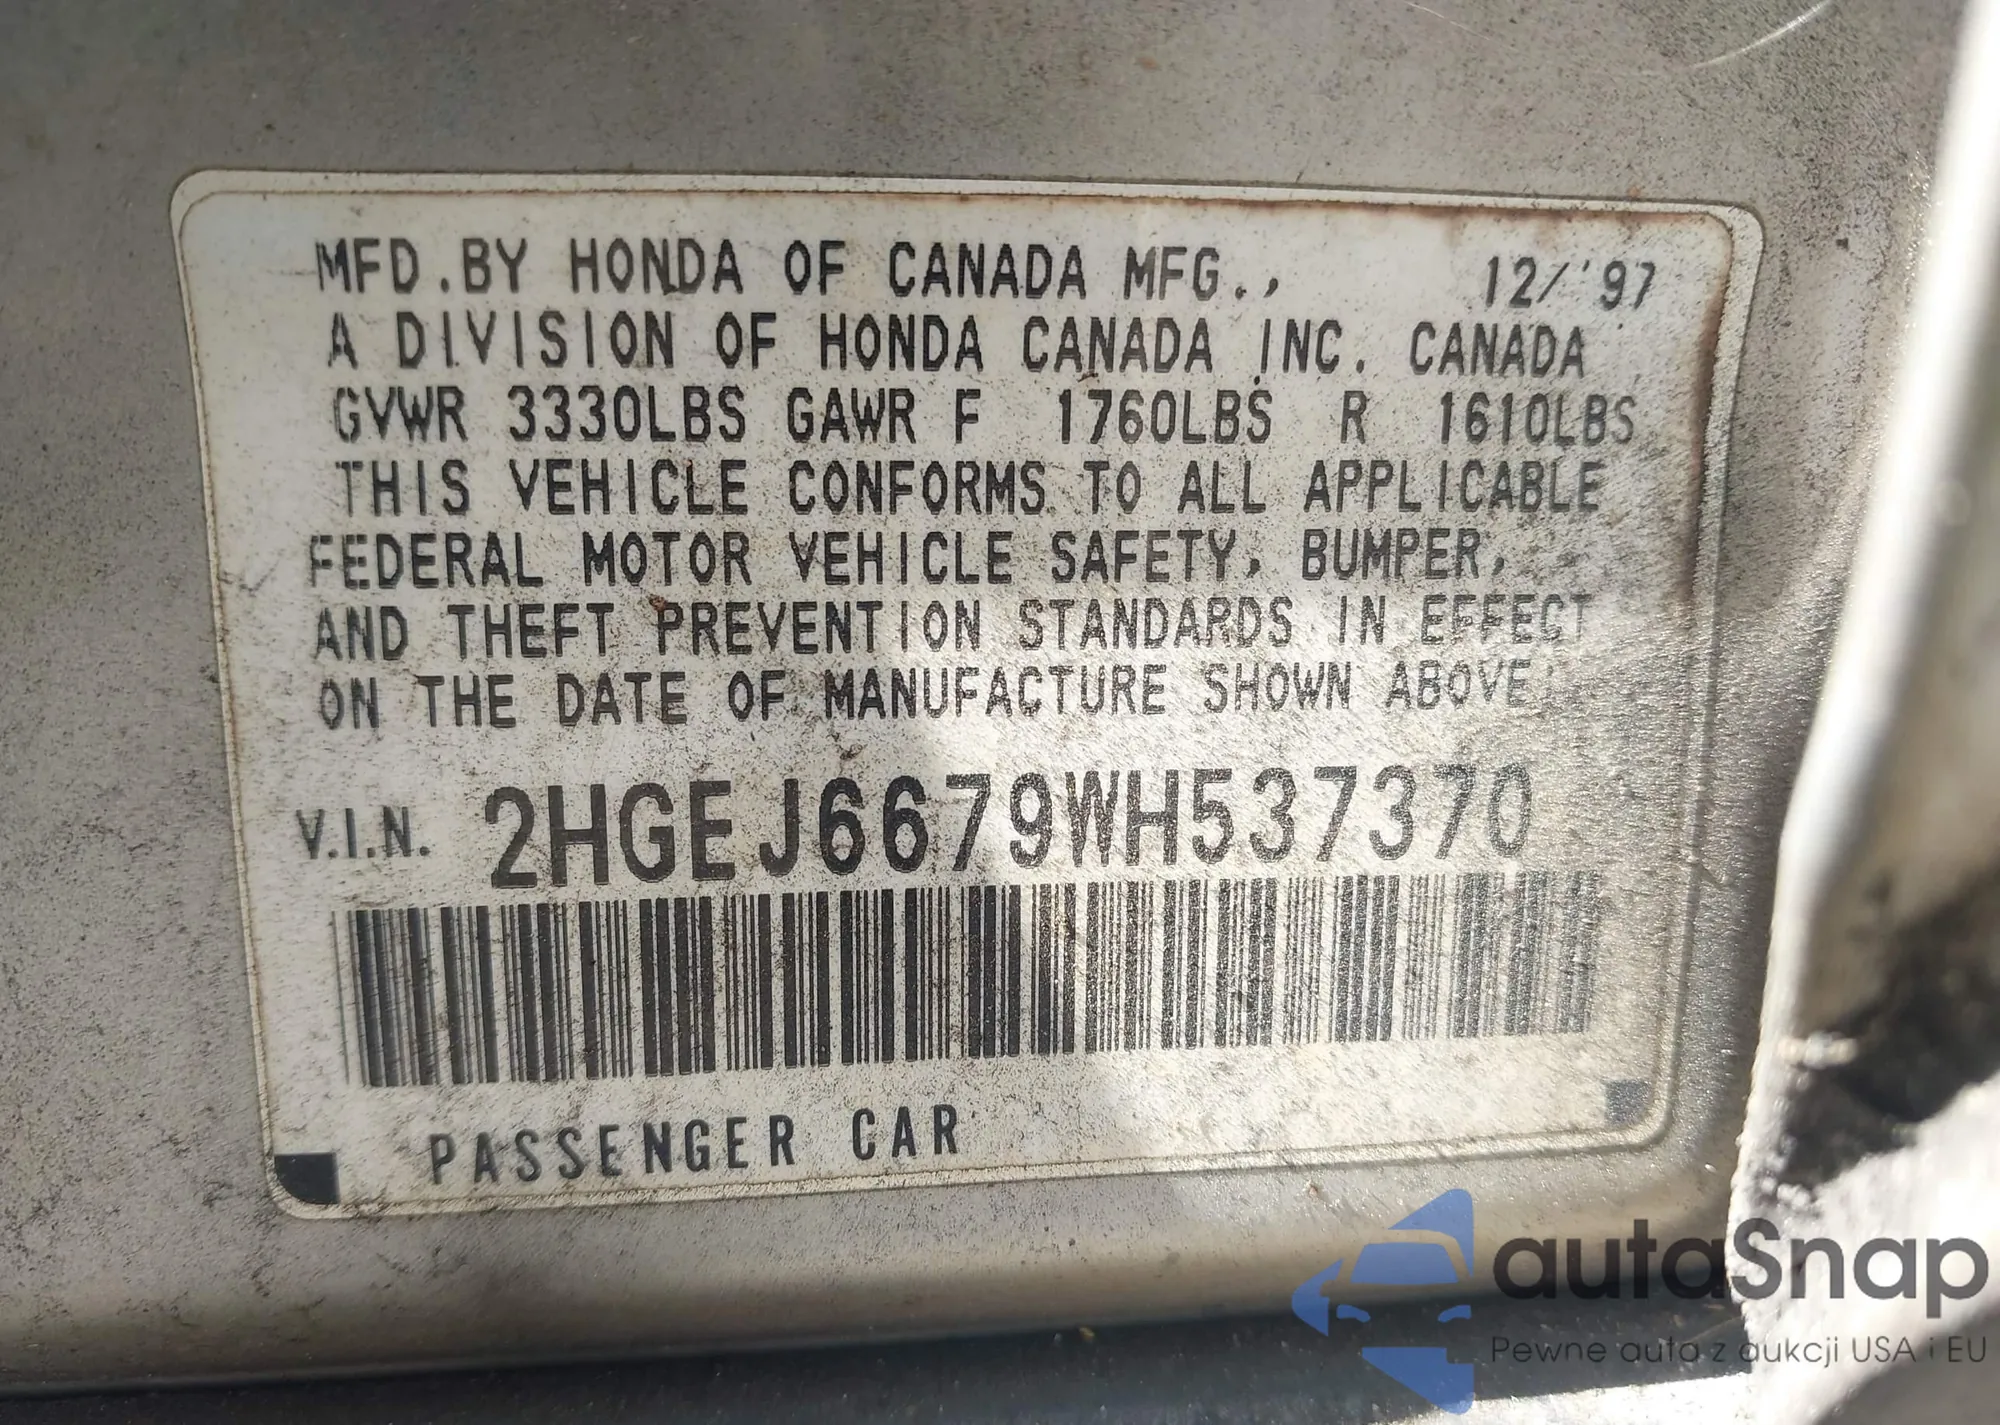 MFD.BY HONDA OF CANADA MFG., 12/'97
A DIVISION OF HONDA CANADA INC. CANADA
GVWR 3330LBS GAWR F 1760LBS R 1610LBS
THIS VEHICLE CONFORMS TO ALL APPLICABLE
FEDERAL MOTOR VEHICLE SAFETY, BUMPER,
AND THEFT PREVENTION STANDARDS IN EFFECT
ON THE DATE OF MANUFACTURE SHOWN ABOVE.
V.I.N. 2HGEJ6679WH537370
PASSENGER CAR
autaSnap
Pewne auta z aukcji USA i EU